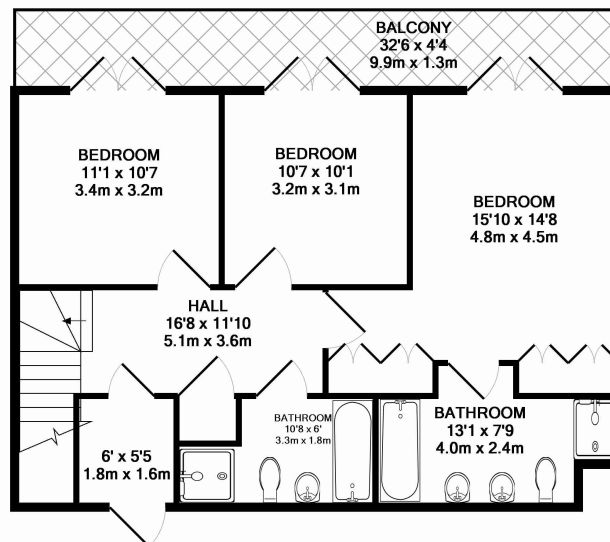 BALCONY
32'6 x 4'4
9.9m x 1.3m
BEDROOM
11'1 x 10'7
3.4m x 3.2m
BEDROOM
10'7 x 10'1
3.2m x 3.1m
BEDROOM
15'10 x 14'8
4.8m x 4.5m
HALL
16'8 x 11'10
5.1m x 3.6m
BATHROOM
10'8 x 6'
3.3m x 1.8m
BATHROOM
13'1 x 7'9
4.0m x 2.4m
6' x 5'5
1.8m x 1.6m